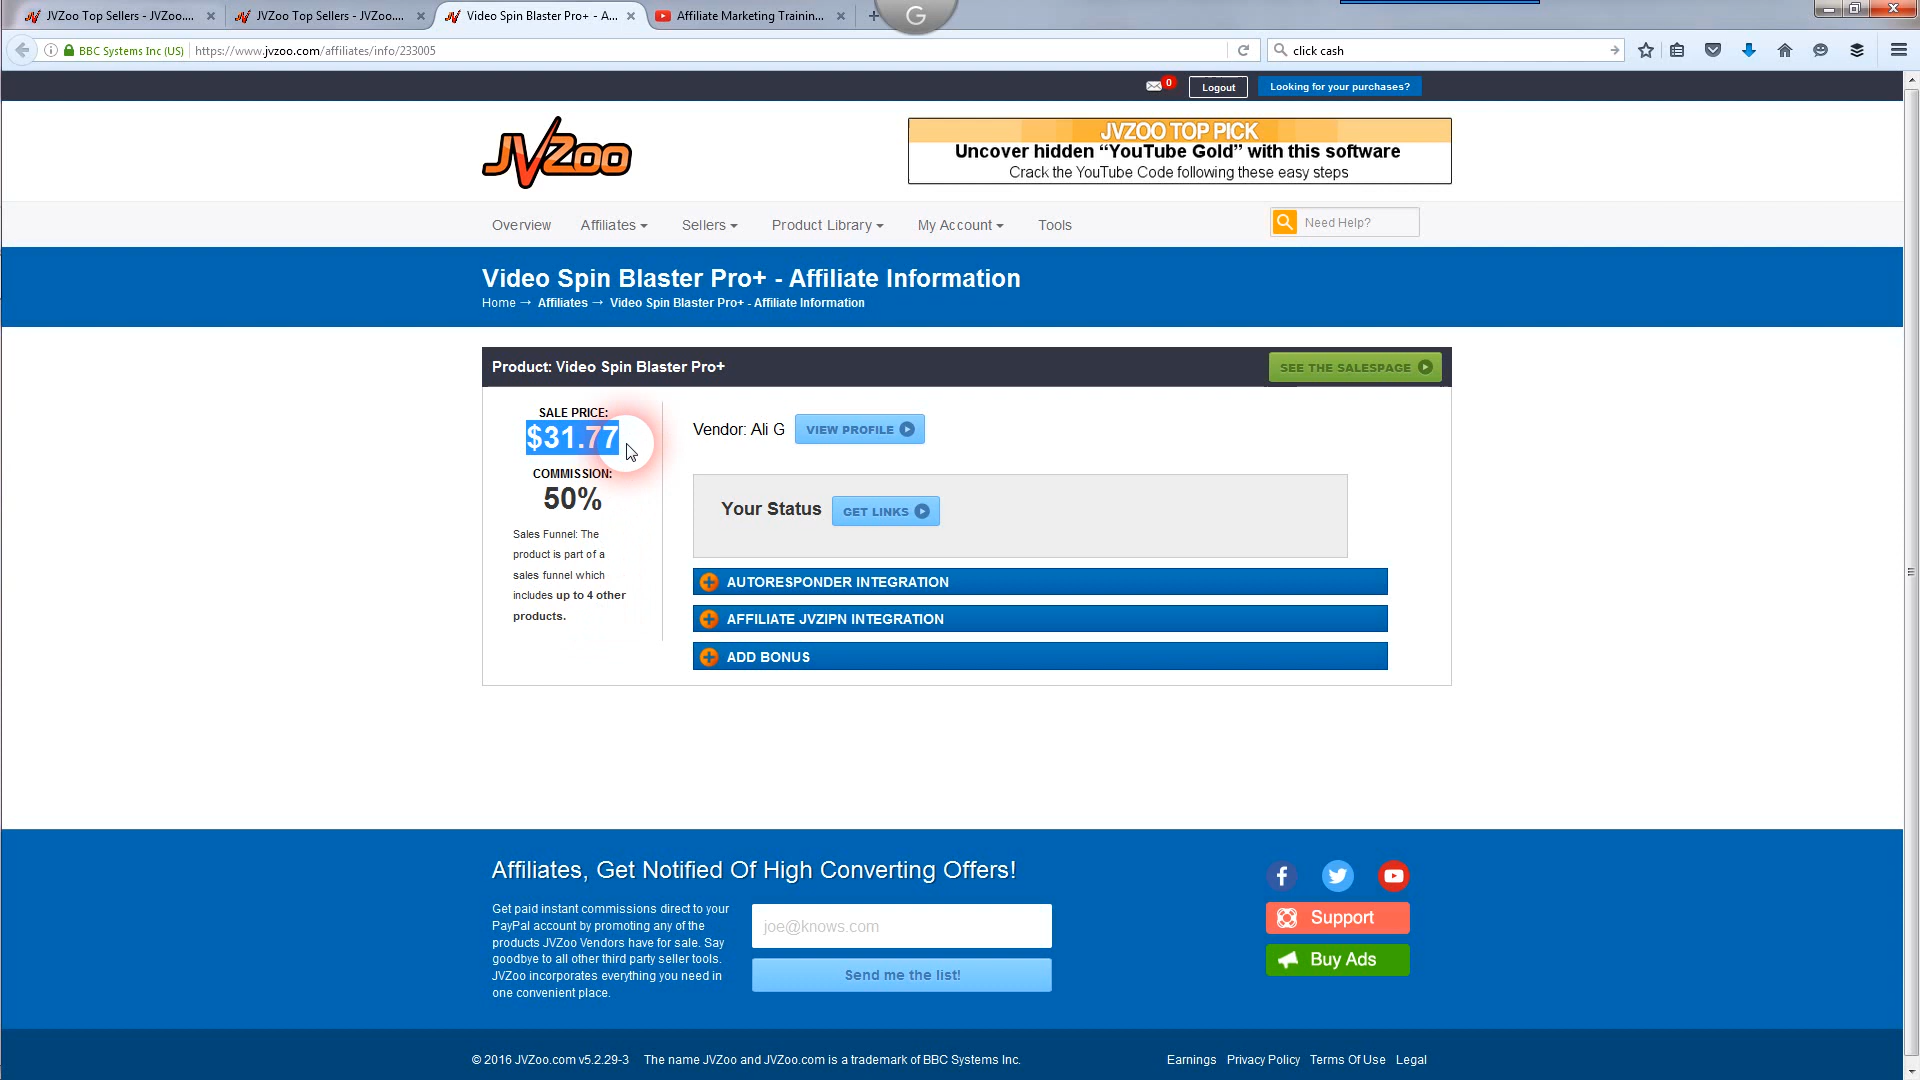 JVZoo Top Sellers - JVZoo....
JVZoo Top Sellers - JVZoo....
Video Spin Blaster Pro+ - A...
Affiliate Marketing Trainin...
G
BBC Systems Inc (US)
https://www.jvzoo.com/affiliates/info/233005
click cash
0
Logout
Looking for your purchases?
JVZoo
JVZOO TOP PICK
Uncover hidden “YouTube Gold” with this software
Crack the YouTube Code following these easy steps
Overview
Affiliates
Sellers
Product Library
My Account
Tools
Need Help?
Video Spin Blaster Pro+ - Affiliate Information
Home → Affiliates → Video Spin Blaster Pro+ - Affiliate Information
Product: Video Spin Blaster Pro+
SEE THE SALESPAGE
SALE PRICE:
$31.77
COMMISSION:
50%
Sales Funnel: The
product is part of a
sales funnel which
includes up to 4 other
products.
Vendor: Ali G
VIEW PROFILE
Your Status
GET LINKS
AUTORESPONDER INTEGRATION
AFFILIATE JVZIPN INTEGRATION
ADD BONUS
Affiliates, Get Notified Of High Converting Offers!
Get paid instant commissions direct to your
PayPal account by promoting any of the
products JVZoo Vendors have for sale. Say
goodbye to all other third party seller tools.
JVZoo incorporates everything you need in
one convenient place.
joe@knows.com
Send me the list!
Support
Buy Ads
© 2016 JVZoo.com v5.2.29-3
The name JVZoo and JVZoo.com is a trademark of BBC Systems Inc.
Earnings
Privacy Policy
Terms Of Use
Legal